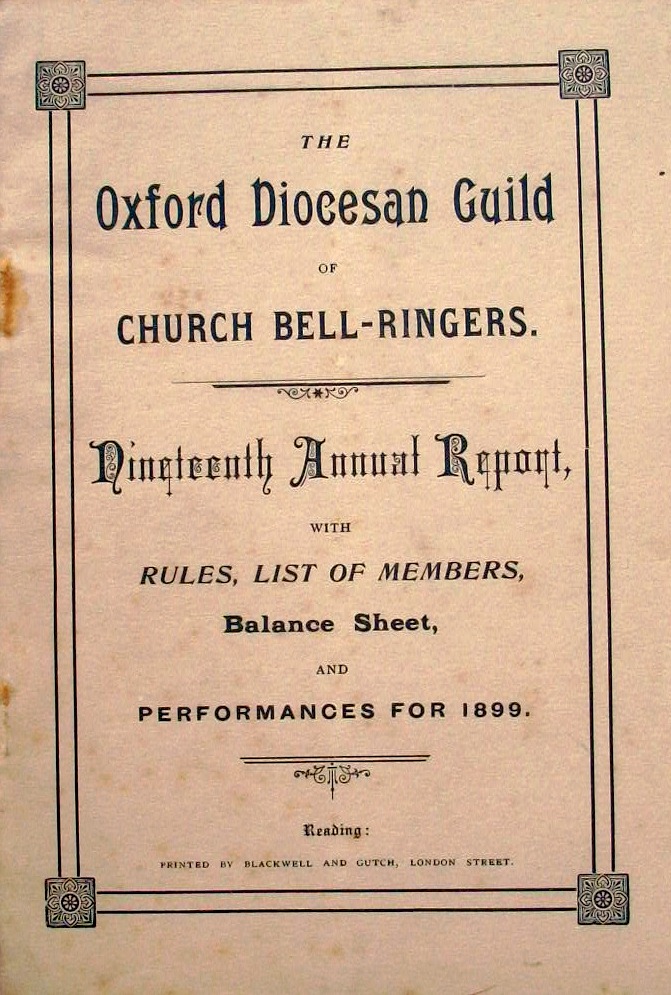 THE
Oxford Diocesan Guild
OF
CHURCH BELL-RINGERS.
Nineteenth Annual Report,
WITH
RULES, LIST OF MEMBERS,
Balance Sheet,
AND
PERFORMANCES FOR 1899.
Reading:
PRINTED BY BLACKWELL AND GUTCH, LONDON STREET.